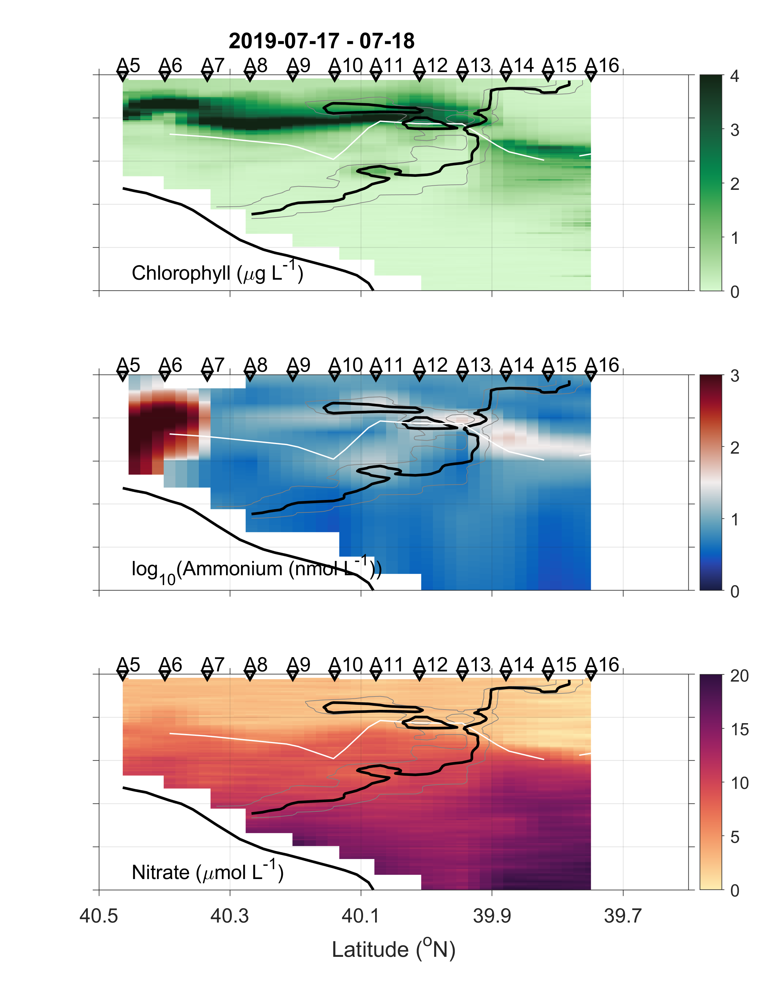 2019-07-17 - 07-18
A5 A6 A7 A8 A9 A10 A11 A12 A13 A14 A15 A16
4
3
2
1
0
Chlorophyll (μg L⁻¹)
A5 A6 A7 A8 A9 A10 A11 A12 A13 A14 A15 A16
3
2
1
0
log₁₀(Ammonium (nmol L⁻¹))
A5 A6 A7 A8 A9 A10 A11 A12 A13 A14 A15 A16
20
15
10
5
0
Nitrate (μmol L⁻¹)
40.5 40.3 40.1 39.9 39.7
Latitude (°N)